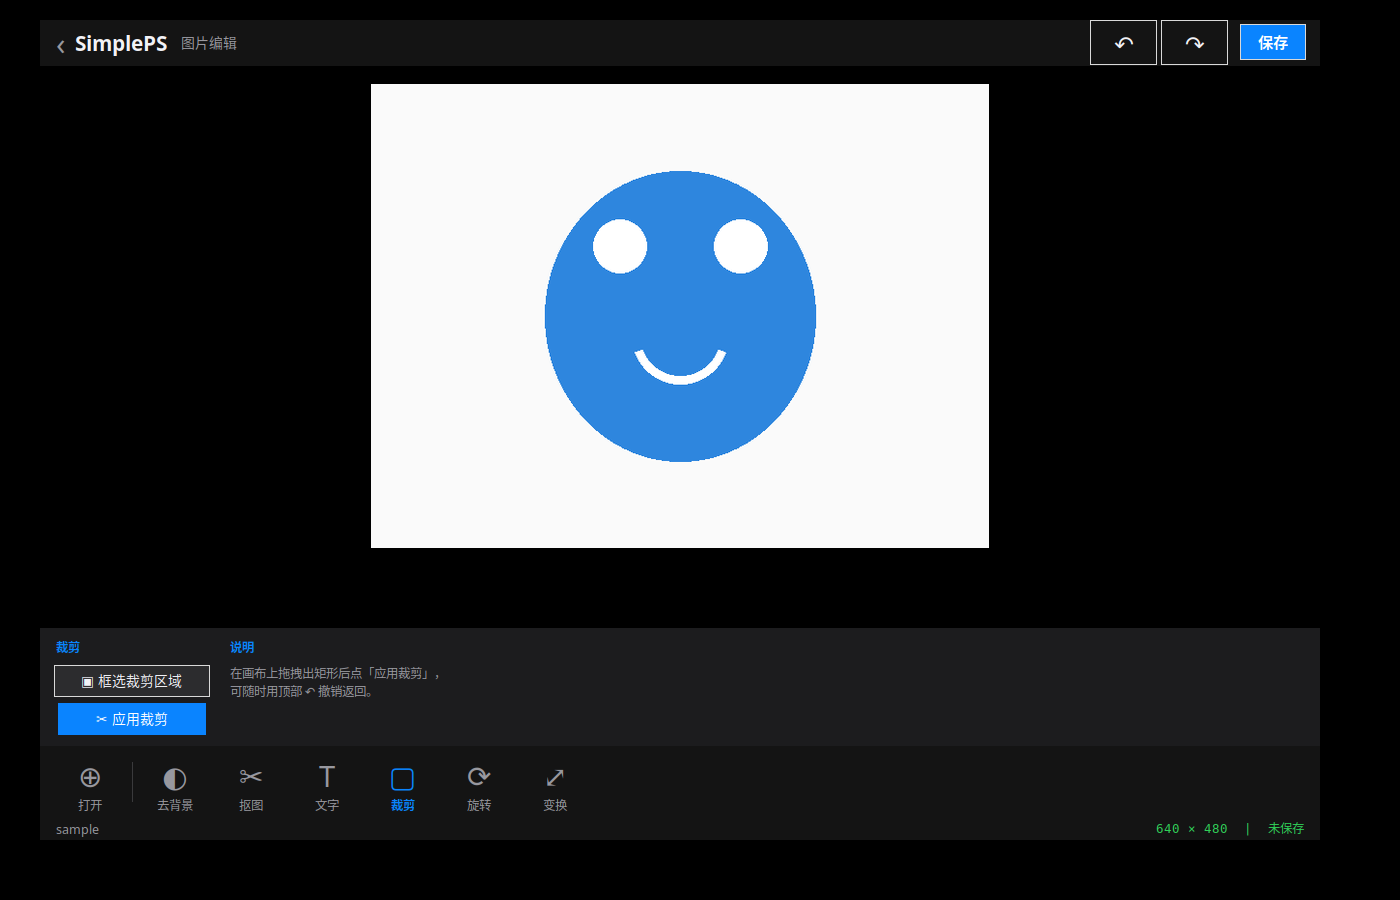 ‹ SimplePS 图片编辑
↶ ↷ 保存
裁剪
▣ 框选裁剪区域
✂ 应用裁剪
说明
在画布上拖拽出矩形后点「应用裁剪」，
可随时用顶部 ↶ 撤销返回。
打开 去背景 抠图 T 文字 裁剪 旋转 变换
sample
640 × 480 | 未保存